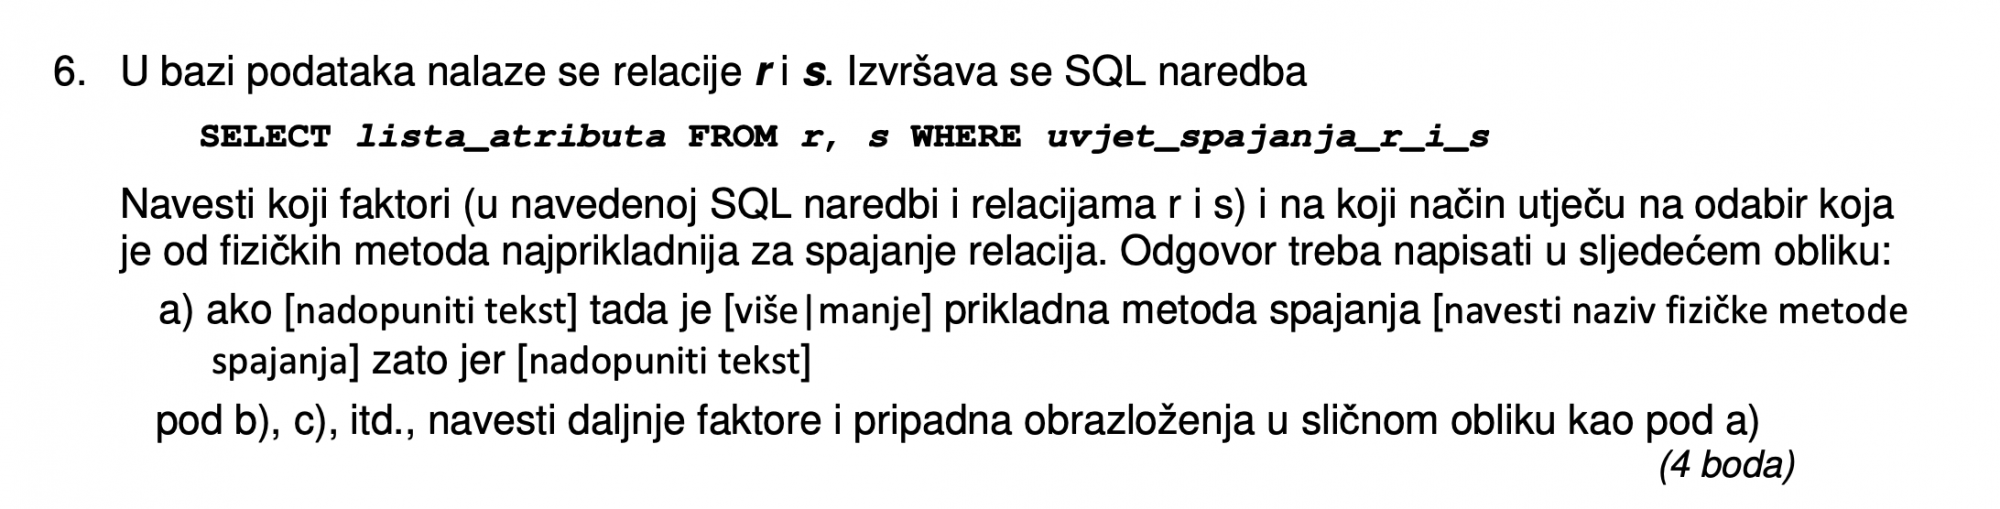 6. U bazi podataka nalaze se relacije r i s. Izvršava se SQL naredba
SELECT lista_atributa FROM r, s WHERE uvjet_spajanja_r_i_s
Navesti koji faktori (u navedenoj SQL naredbi i relacijama r i s) i na koji način utječu na odabir koja
je od fizičkih metoda najprikladnija za spajanje relacija. Odgovor treba napisati u sljedećem obliku:
a) ako [nadopuniti tekst] tada je [više|manje] prikladna metoda spajanja [navesti naziv fizičke metode
spajanja] zato jer [nadopuniti tekst]
pod b), c), itd., navesti daljnje faktore i pripadna obrazloženja u sličnom obliku kao pod a)
(4 boda)